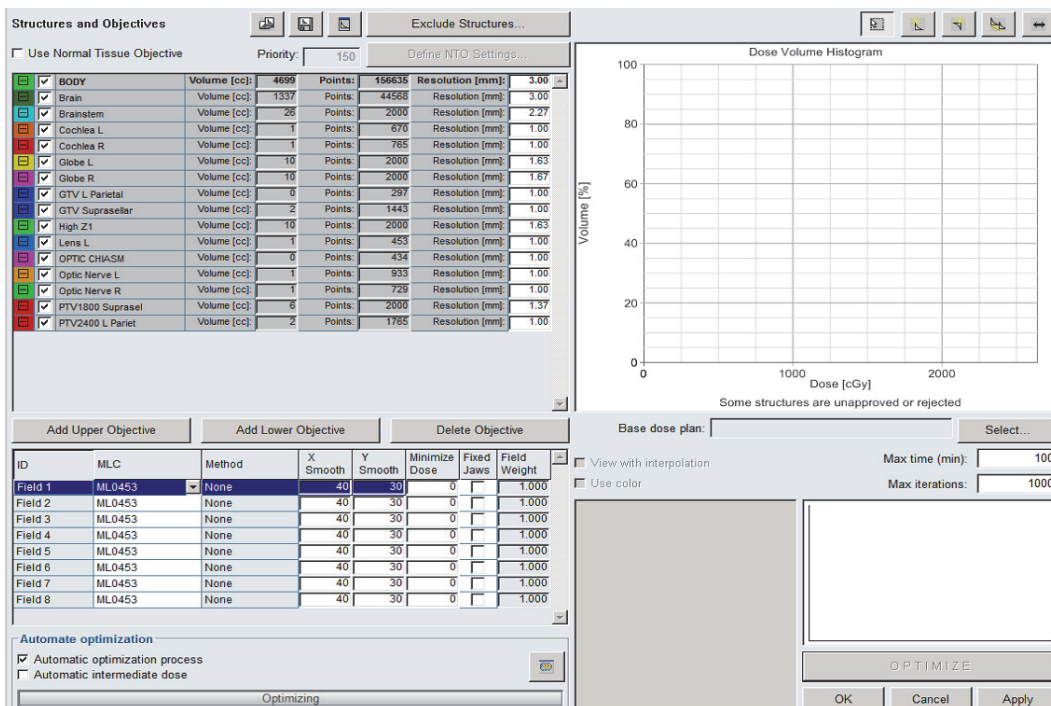 Structures and Objectives
Exclude Structures...
Use Normal Tissue Objective Priority: 150 Define NTO Settings...
BODY Volume [cc]: 4699 Points: 156635 Resolution [mm]: 3.00
Brain Volume [cc]: 1337 Points: 44568 Resolution [mm]: 3.00
Brainstem Volume [cc]: 26 Points: 2000 Resolution [mm]: 2.27
Cochlea L Volume [cc]: 1 Points: 670 Resolution [mm]: 1.00
Cochlea R Volume [cc]: 1 Points: 765 Resolution [mm]: 1.00
Globe L Volume [cc]: 10 Points: 2000 Resolution [mm]: 1.63
Globe R Volume [cc]: 10 Points: 2000 Resolution [mm]: 1.67
GTV L Parietal Volume [cc]: 0 Points: 297 Resolution [mm]: 1.00
GTV Suprasellar Volume [cc]: 2 Points: 1443 Resolution [mm]: 1.00
High Z1 Volume [cc]: 10 Points: 2000 Resolution [mm]: 1.63
Lens L Volume [cc]: 1 Points: 453 Resolution [mm]: 1.00
OPTIC CHIASM Volume [cc]: 0 Points: 434 Resolution [mm]: 1.00
Optic Nerve L Volume [cc]: 1 Points: 933 Resolution [mm]: 1.00
Optic Nerve R Volume [cc]: 1 Points: 729 Resolution [mm]: 1.00
PTV1800 Suprasel Volume [cc]: 6 Points: 2000 Resolution [mm]: 1.37
PTV2400 L Pariet Volume [cc]: 2 Points: 1765 Resolution [mm]: 1.00
Add Upper Objective Add Lower Objective Delete Objective
ID MLC Method X Smooth Y Smooth Minimize Dose Fixed Jaws Field Weight
Field 1 ML0453 None 40 30 0 1.000
Field 2 ML0453 None 40 30 0 1.000
Field 3 ML0453 None 40 30 0 1.000
Field 4 ML0453 None 40 30 0 1.000
Field 5 ML0453 None 40 30 0 1.000
Field 6 ML0453 None 40 30 0 1.000
Field 7 ML0453 None 40 30 0 1.000
Field 8 ML0453 None 40 30 0 1.000
Automate optimization
Automatic optimization process
Automatic intermediate dose
Optimizing
Dose Volume Histogram
100
80
60
40
20
0
Volume [%]
0 1000 2000
Dose [cGy]
Some structures are unapproved or rejected
Base dose plan: Select...
View with interpolation Max time (min): 100
Use color Max iterations: 1000
OPTIMIZE
OK Cancel Apply